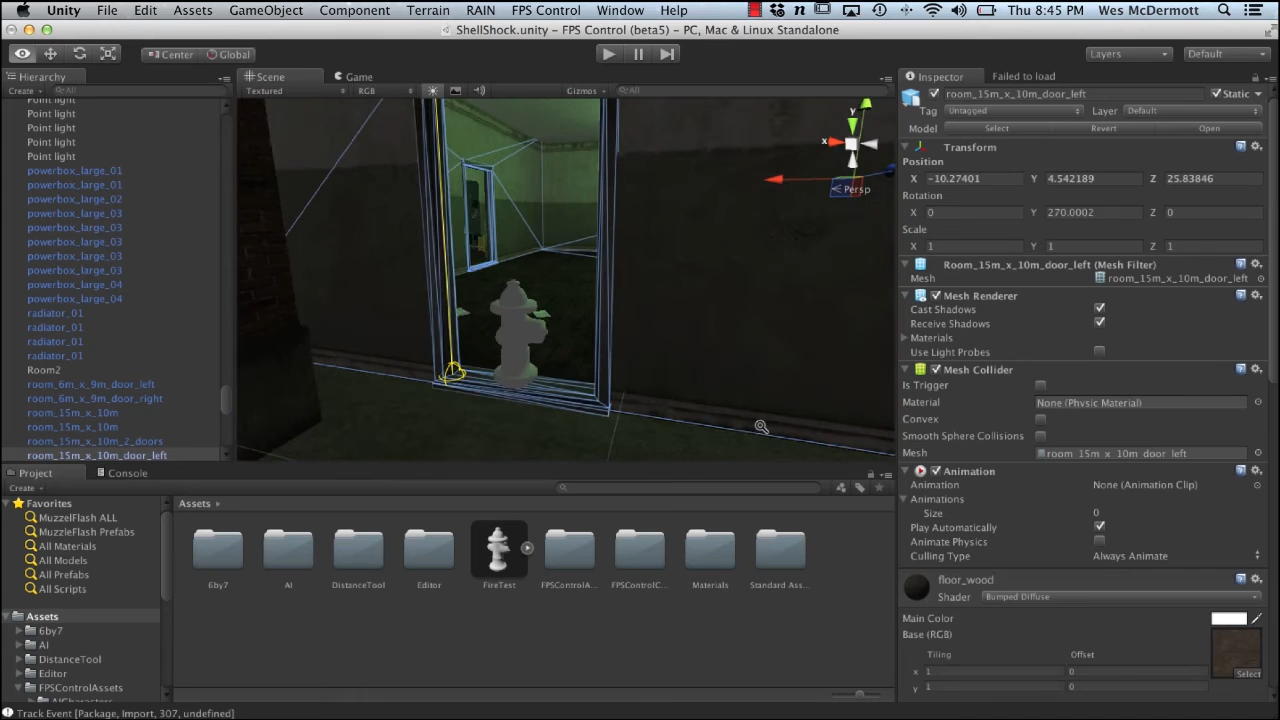 Unity File Edit Assets GameObject Component Terrain RAIN FPS Control Window Help Thu 8:45 PM Wes McDermott
ShellShock.unity - FPS Control (beta5) - PC, Mac & Linux Standalone
Center Global Layers Default
Hierarchy
Create All
Point light
Point light
Point light
Point light
Point light
powerbox_large_01
powerbox_large_01
powerbox_large_02
powerbox_large_03
powerbox_large_03
powerbox_large_03
powerbox_large_03
powerbox_large_03
powerbox_large_04
powerbox_large_04
radiator_01
radiator_01
radiator_01
radiator_01
Room2
room_6m_x_9m_door_left
room_6m_x_9m_door_right
room_15m_x_10m
room_15m_x_10m
room_15m_x_10m_2_doors
room_15m_x_10m_door_left
Scene Game
Textured RGB Gizmos All
y
x
Persp
Inspector Failed to load
room_15m_x_10m_door_left Static
Tag Untagged Layer Default
Model Select Revert Open
Transform
Position
X -10.27401 Y 4.542189 Z 25.83846
Rotation
X 0 Y 270.0002 Z 0
Scale
X 1 Y 1 Z 1
Room_15m_x_10m_door_left (Mesh Filter)
Mesh room_15m_x_10m_door_left
Mesh Renderer
Cast Shadows
Receive Shadows
Materials
Use Light Probes
Mesh Collider
Is Trigger
Material None (Physic Material)
Convex
Smooth Sphere Collisions
Mesh room_15m_x_10m_door_left
Animation
Animation None (Animation Clip)
Animations
Size 0
Play Automatically
Animate Physics
Culling Type Always Animate
floor_wood
Shader Bumped Diffuse
Main Color
Base (RGB)
Tiling Offset
x 1 0
y 1 0
Select
Project Console
Create
Favorites
MuzzelFlash ALL
MuzzleFlash Prefabs
All Materials
All Models
All Prefabs
All Scripts
Assets
6by7
AI
DistanceTool
Editor
FPSControlAssets
AICharacters
Assets
6by7 AI DistanceTool Editor FireTest FPSControlA... FPSControlC... Materials Standard Ass...
Track Event [Package, Import, 307, undefined]